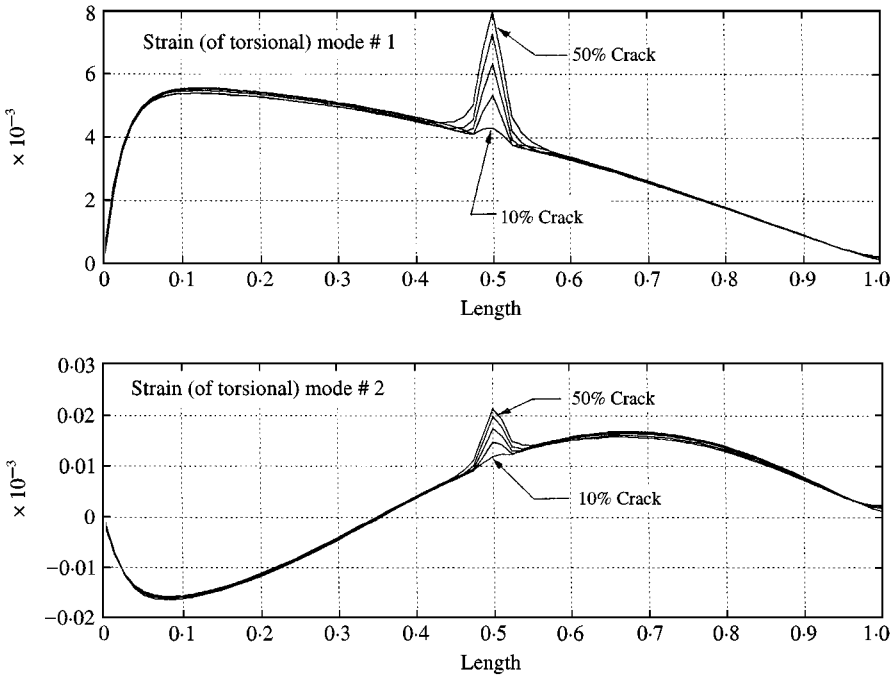 8
6
4
2
0
× 10⁻³
Strain (of torsional) mode # 1
50% Crack
10% Crack
0 0·1 0·2 0·3 0·4 0·5 0·6 0·7 0·8 0·9 1·0
Length
0·03
0·02
0·01
0
−0·01
−0·02
× 10⁻³
Strain (of torsional) mode # 2
50% Crack
10% Crack
0 0·1 0·2 0·3 0·4 0·5 0·6 0·7 0·8 0·9 1·0
Length